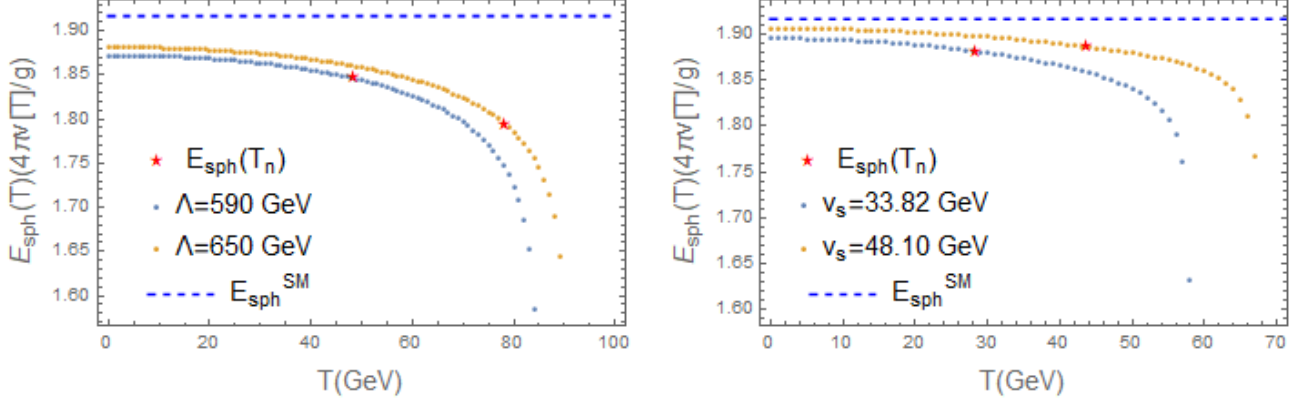 E_sph(T)(4πv[T]/g)
1.90
1.85
1.80
1.75
1.70
1.65
1.60
★ E_sph(T_n)
Λ=590 GeV
Λ=650 GeV
E_sph^SM
0 20 40 60 80 100
T(GeV)
E_sph(T)(4πv[T]/g)
1.90
1.85
1.80
1.75
1.70
1.65
1.60
★ E_sph(T_n)
v_s=33.82 GeV
v_s=48.10 GeV
E_sph^SM
0 10 20 30 40 50 60 70
T(GeV)